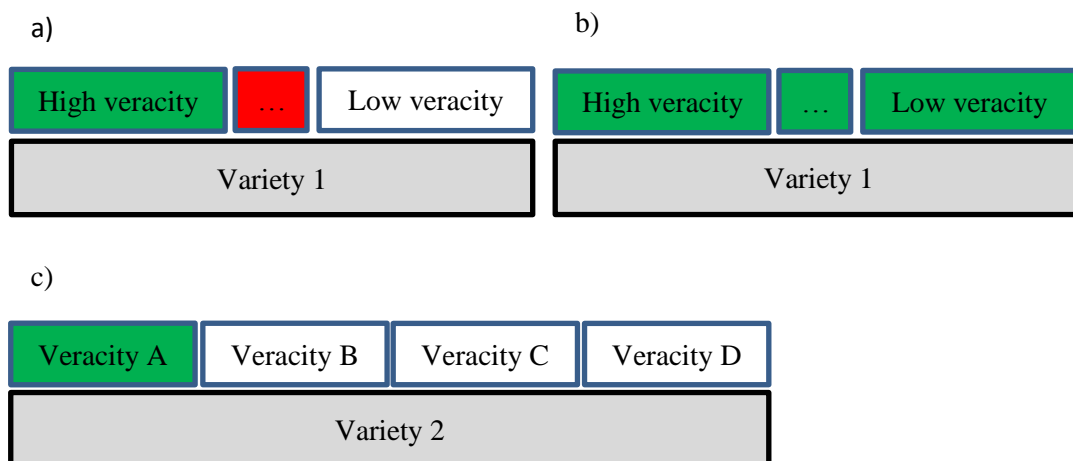 a)
High veracity … Low veracity
Variety 1
b)
High veracity … Low veracity
Variety 1
c)
Veracity A Veracity B Veracity C Veracity D
Variety 2